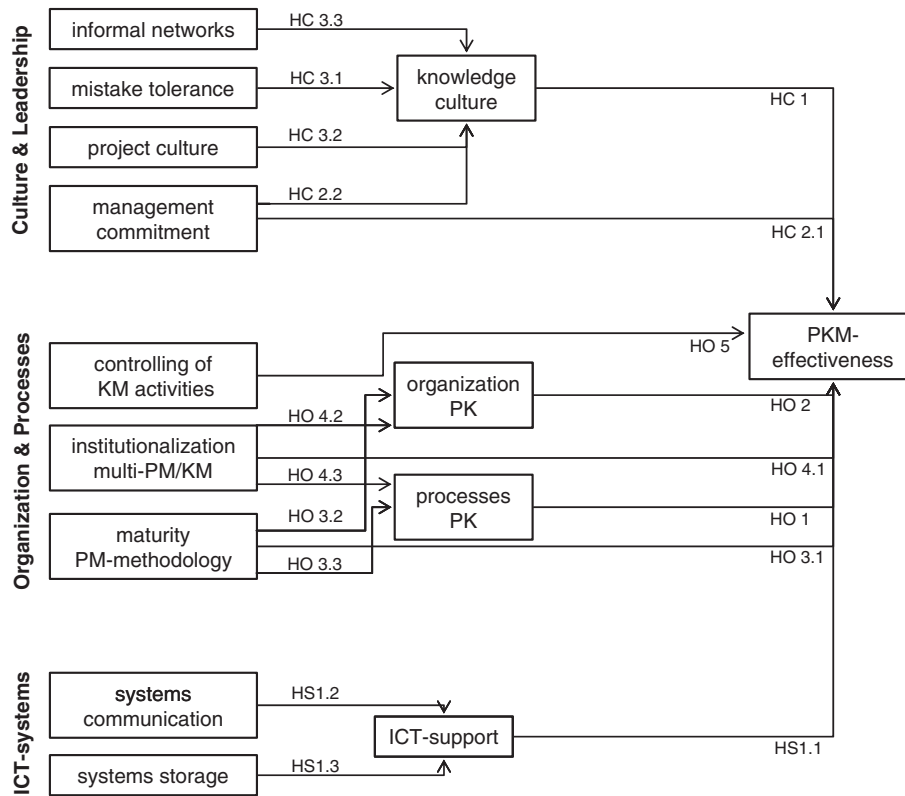 Culture & Leadership
informal networks
HC 3.3
mistake tolerance
HC 3.1
knowledge
culture
HC 1
project culture
HC 3.2
management
commitment
HC 2.2
HC 2.1
Organization & Processes
controlling of
KM activities
HO 5
PKM-
effectiveness
organization
PK
HO 2
institutionalization
multi-PM/KM
HO 4.2
HO 4.3
HO 4.1
processes
PK
HO 1
maturity
PM-methodology
HO 3.2
HO 3.3
HO 3.1
ICT-systems
systems
communication
HS1.2
ICT-support
HS1.1
systems storage
HS1.3